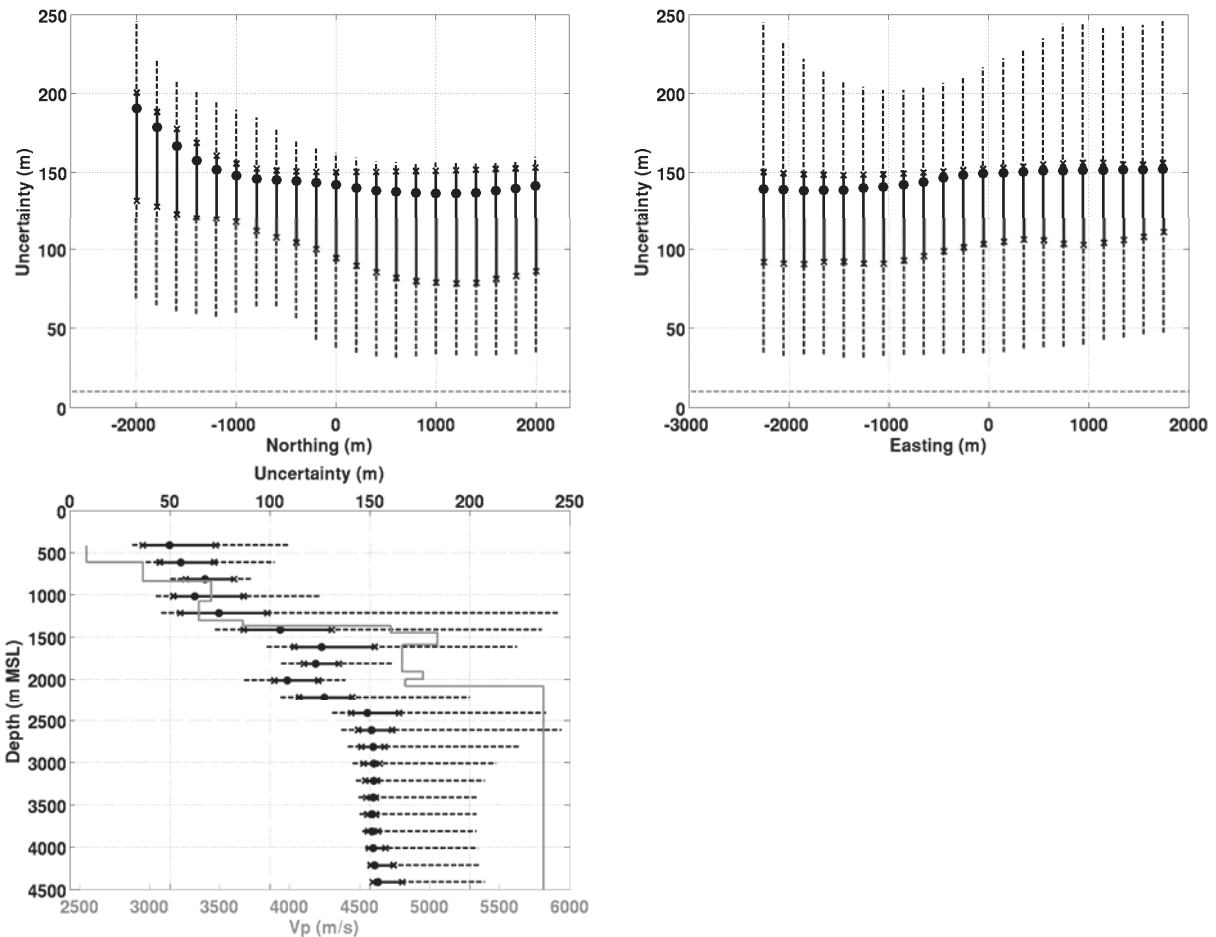 250
200
150
100
50
0
Uncertainty (m)
-2000 -1000 0 1000 2000
Northing (m)
250
200
150
100
50
0
Uncertainty (m)
-3000 -2000 -1000 0 1000 2000
Easting (m)
Uncertainty (m)
0 50 100 150 200 250
0
500
1000
1500
2000
2500
3000
3500
4000
4500
Depth (m MSL)
2500 3000 3500 4000 4500 5000 5500 6000
Vp (m/s)